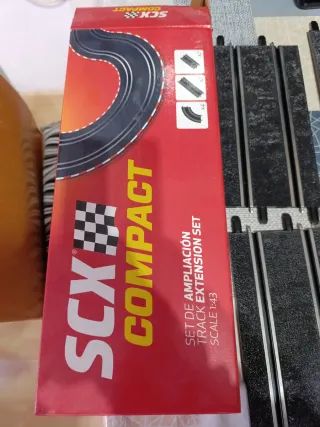 SCX
COMPACT
SCX
COMPACT
SET DE AMPLIACIÓN
TRACK EXTENSION SET
SCALE 1:43